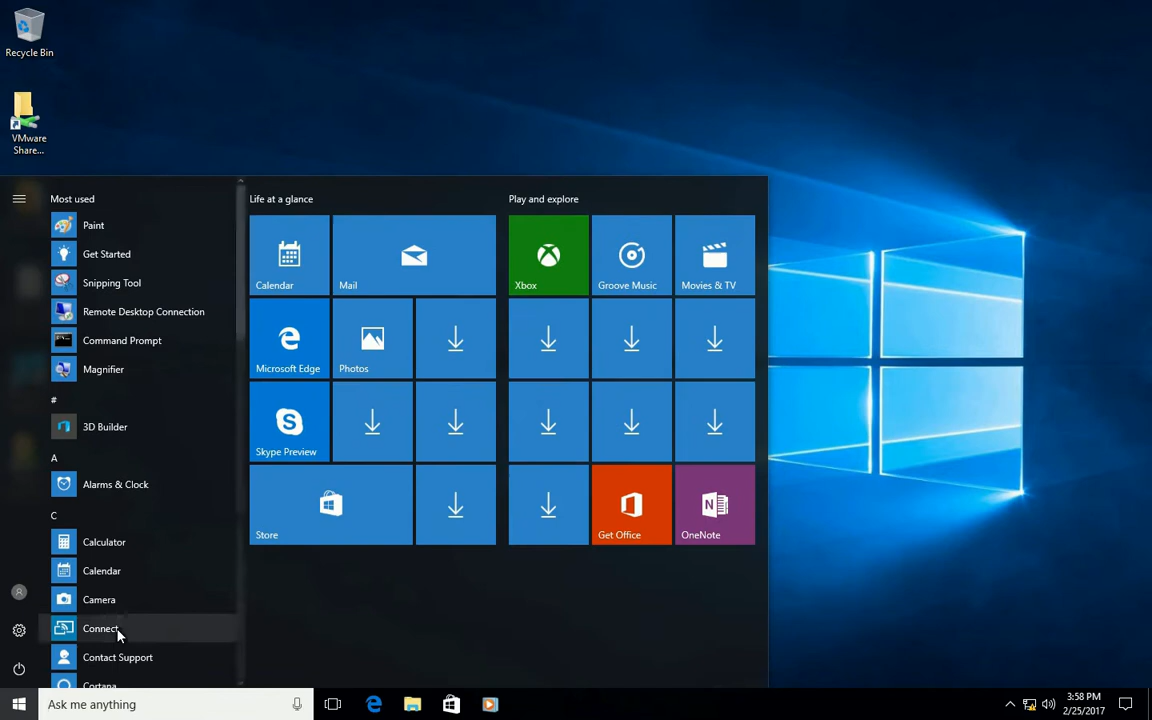 Recycle Bin
VMware
Share...
Most used
Paint
Get Started
Snipping Tool
Remote Desktop Connection
Command Prompt
Magnifier
#
3D Builder
A
Alarms & Clock
C
Calculator
Calendar
Camera
Connect
Contact Support
Cortana
Life at a glance
Calendar
Mail
Microsoft Edge
Photos
Skype Preview
Store
Play and explore
Xbox
Groove Music
Movies & TV
Get Office
OneNote
Ask me anything
3:58 PM
2/25/2017